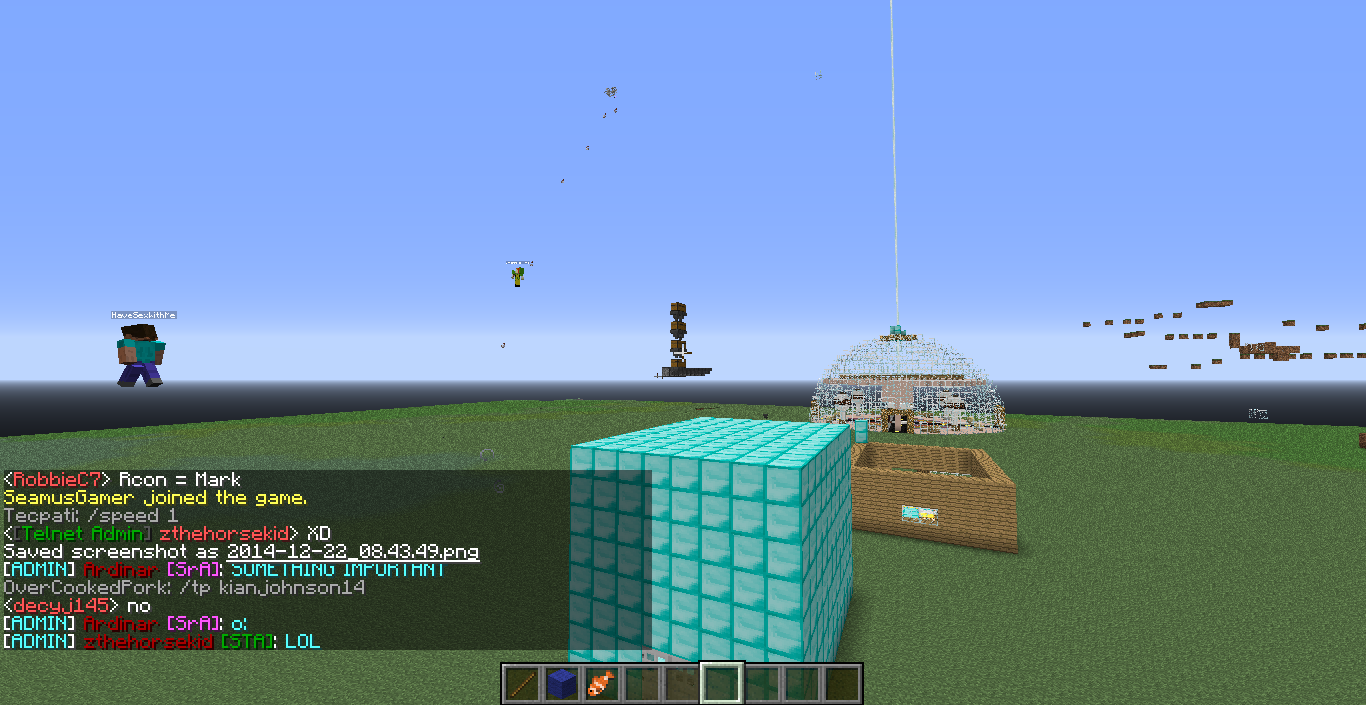 HaveSexWithMe
<RobbieC7> Rcon = Mark
SeamusGamer joined the game.
Tecpati: /speed 1
<[Telnet Admin] zthehorsekid> XD
Saved screenshot as 2014-12-22_08.43.49.png
[ADMIN] Ardinar [SrA]: SOMETHING IMPORTANT
OverCookedPork: /tp kianjohnson14
<decyj145> no
[ADMIN] Ardinar [SrA]: o:
[ADMIN] zthehorsekid [STA]: LOL